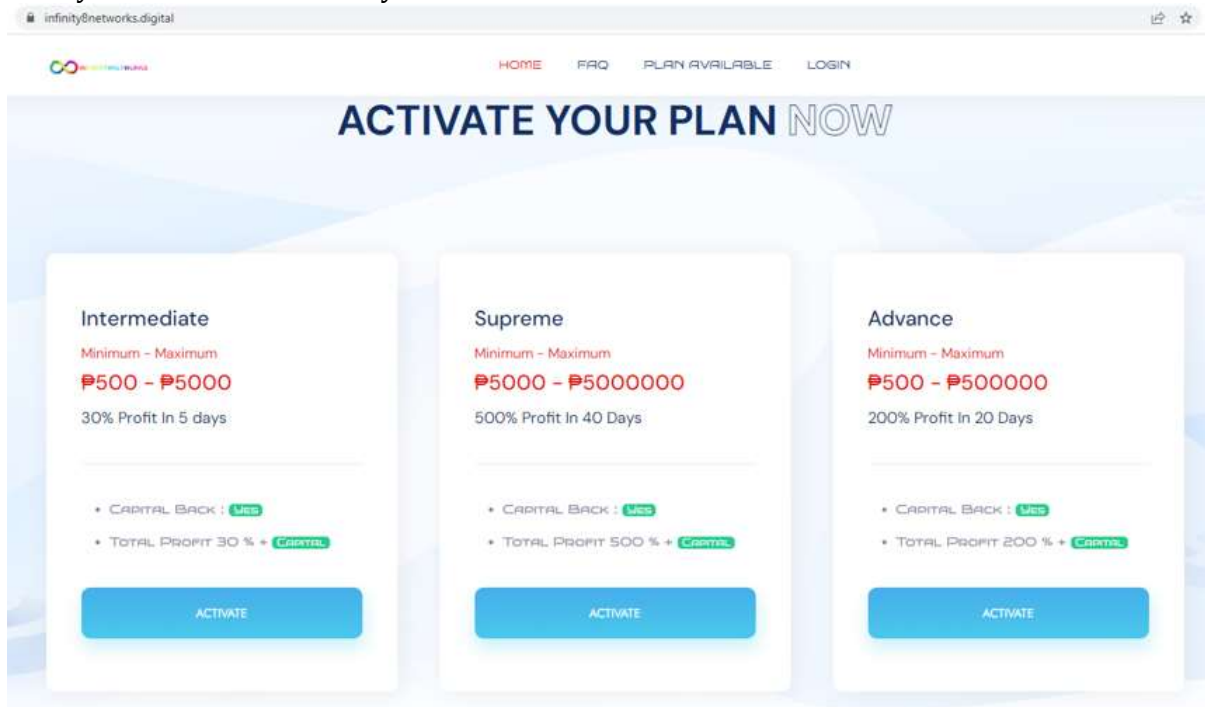 infinity8networks.digital
HOME FAQ PLAN AVAILABLE LOGIN
ACTIVATE YOUR PLAN NOW
Intermediate
Minimum - Maximum
₱500 - ₱5000
30% Profit In 5 days
• Capital Back : Yes
• Total Profit 30 % + Capital
ACTIVATE
Supreme
Minimum - Maximum
₱5000 - ₱5000000
500% Profit In 40 Days
• Capital Back : Yes
• Total Profit 500 % + Capital
ACTIVATE
Advance
Minimum - Maximum
₱500 - ₱500000
200% Profit In 20 Days
• Capital Back : Yes
• Total Profit 200 % + Capital
ACTIVATE